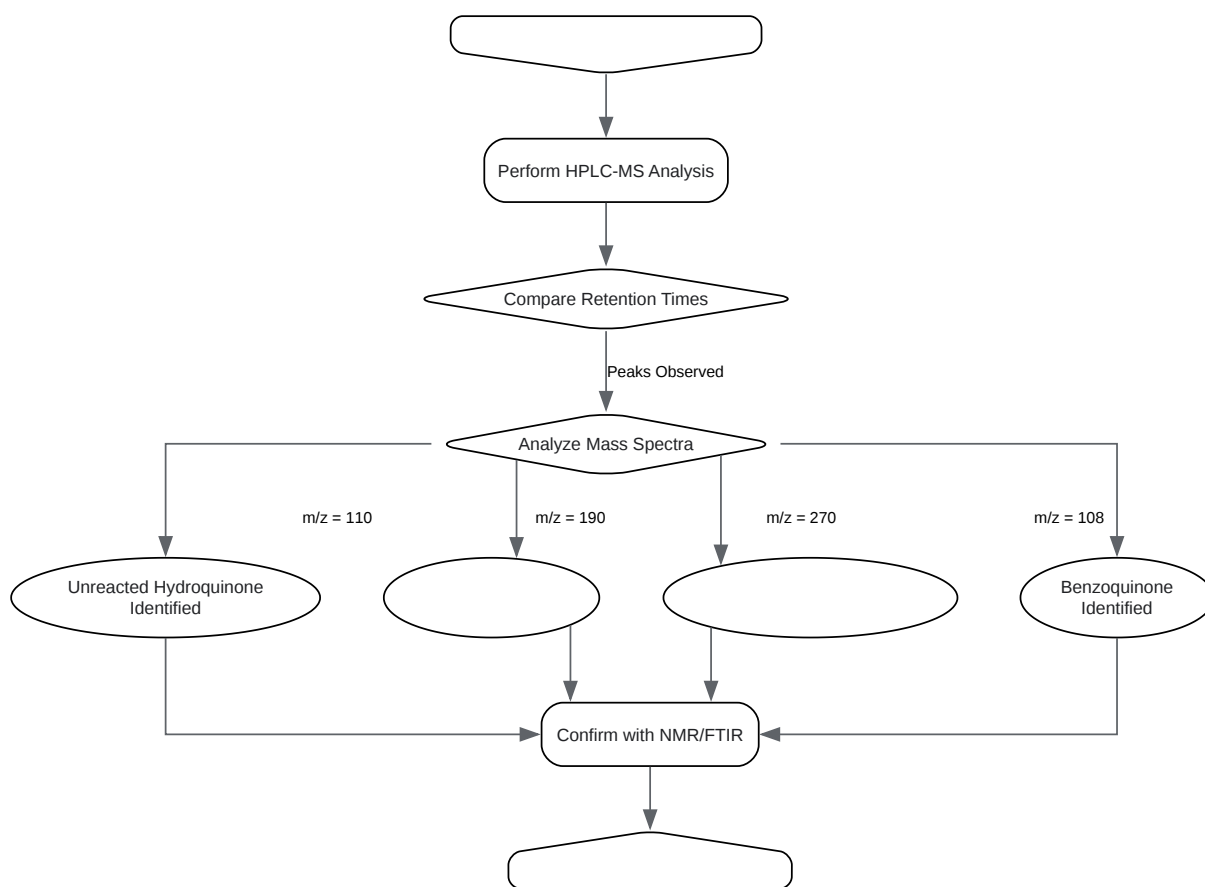 Perform HPLC-MS Analysis
Compare Retention Times
Peaks Observed
Analyze Mass Spectra
m/z = 110
m/z = 190
m/z = 270
m/z = 108
Unreacted Hydroquinone
Identified
Benzoquinone
Identified
Confirm with NMR/FTIR